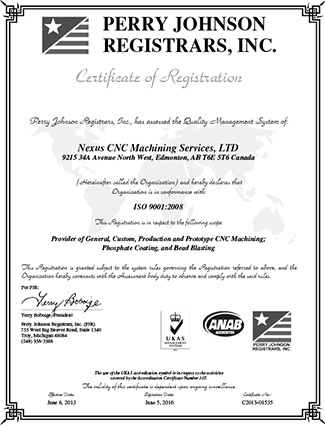 PERRY JOHNSON
REGISTRARS, INC.
Certificate of Registration
Perry Johnson Registrars, Inc., has assessed the Quality Management System of:
Nexus CNC Machining Services, LTD
9215 34A Avenue North West, Edmonton, AB T6E 5T6 Canada
(Hereinafter called the Organization) and hereby declares that
Organization is in conformance with:
ISO 9001:2008
This Registration is in respect to the following scope:
Provider of General, Custom, Production and Prototype CNC Machining;
Phosphate Coating, and Bead Blasting
This Registration is granted subject to the system rules governing the Registration referred to above, and the
Organization hereby covenants with the Assessment body duty to observe and comply with the said rules.
For PJR:
Terry Boboige
Terry Boboige, President
Perry Johnson Registrars, Inc. (PJR)
755 West Big Beaver Road, Suite 1340
Troy, Michigan 48084
(248) 358-3388
UKAS
MANAGEMENT
SYSTEMS
ANAB
ACCREDITED
PERRY JOHNSON
REGISTRARS, INC.
The use of the UKAS accreditation symbol is in respect to the activities
covered by the Accreditation Certificate Number
The validity of this certificate is dependent upon ongoing surveillance.
Effective Date: Expiration Date: Certificate No.:
June 6, 2013 June 5, 2016 C2013-01535